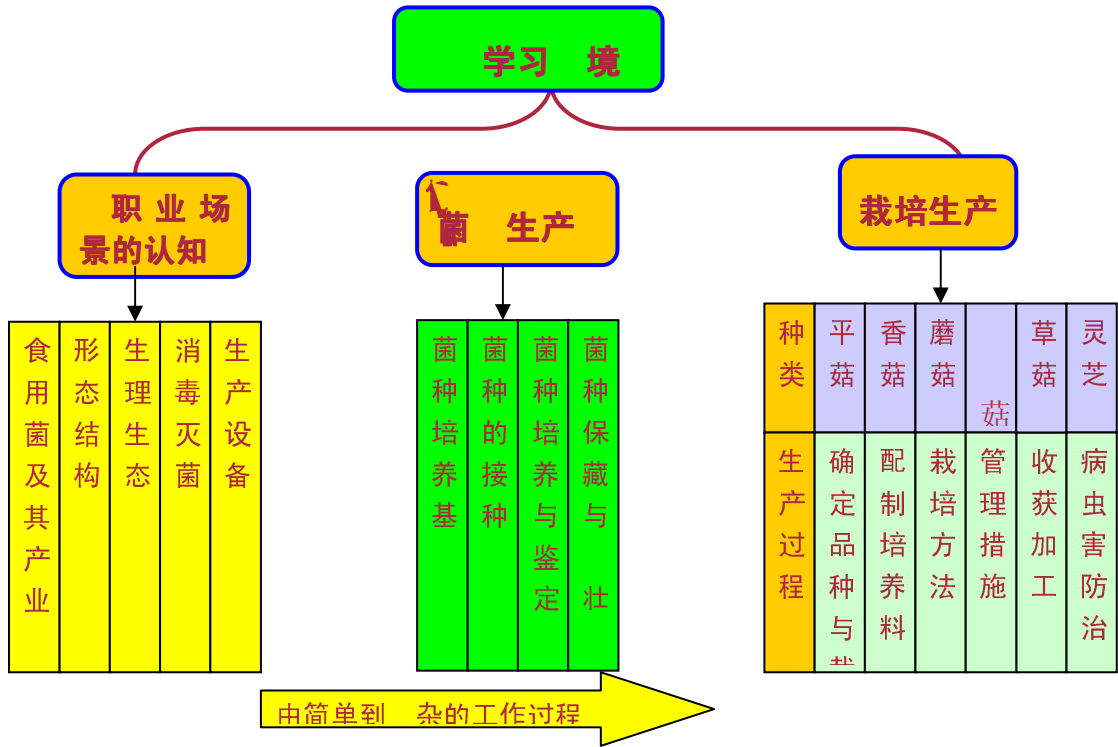 学习 境
职 业 场
景的认知
菌 生产
栽培生产
食用菌及其产业
形态结构
生理生态
消毒灭菌
生产设备
菌种培养基
菌种的接种
菌种培养与鉴定
菌种保藏与 壮
种类
平菇
香菇
蘑菇
菇
草菇
灵芝
生产过程
确定品种与栽
配制培养料
栽培方法
管理措施
收获加工
病虫害防治
由简单到 杂的工作过程